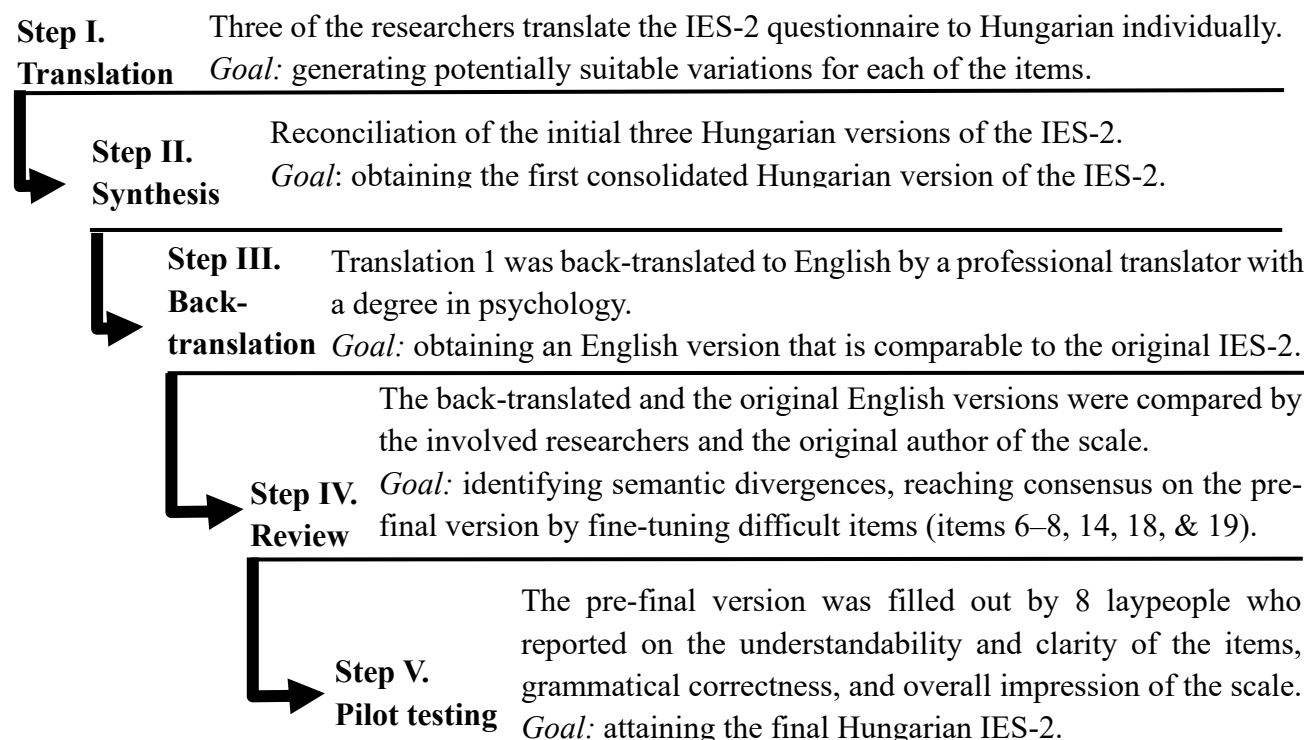 Step I.
Translation
Three of the researchers translate the IES-2 questionnaire to Hungarian individually.
Goal: generating potentially suitable variations for each of the items.
Step II.
Synthesis
Reconciliation of the initial three Hungarian versions of the IES-2.
Goal: obtaining the first consolidated Hungarian version of the IES-2.
Step III.
Back-
translation
Translation 1 was back-translated to English by a professional translator with
a degree in psychology.
Goal: obtaining an English version that is comparable to the original IES-2.
Step IV.
Review
The back-translated and the original English versions were compared by
the involved researchers and the original author of the scale.
Goal: identifying semantic divergences, reaching consensus on the pre-
final version by fine-tuning difficult items (items 6–8, 14, 18, & 19).
Step V.
Pilot testing
The pre-final version was filled out by 8 laypeople who
reported on the understandability and clarity of the items,
grammatical correctness, and overall impression of the scale.
Goal: attaining the final Hungarian IES-2.